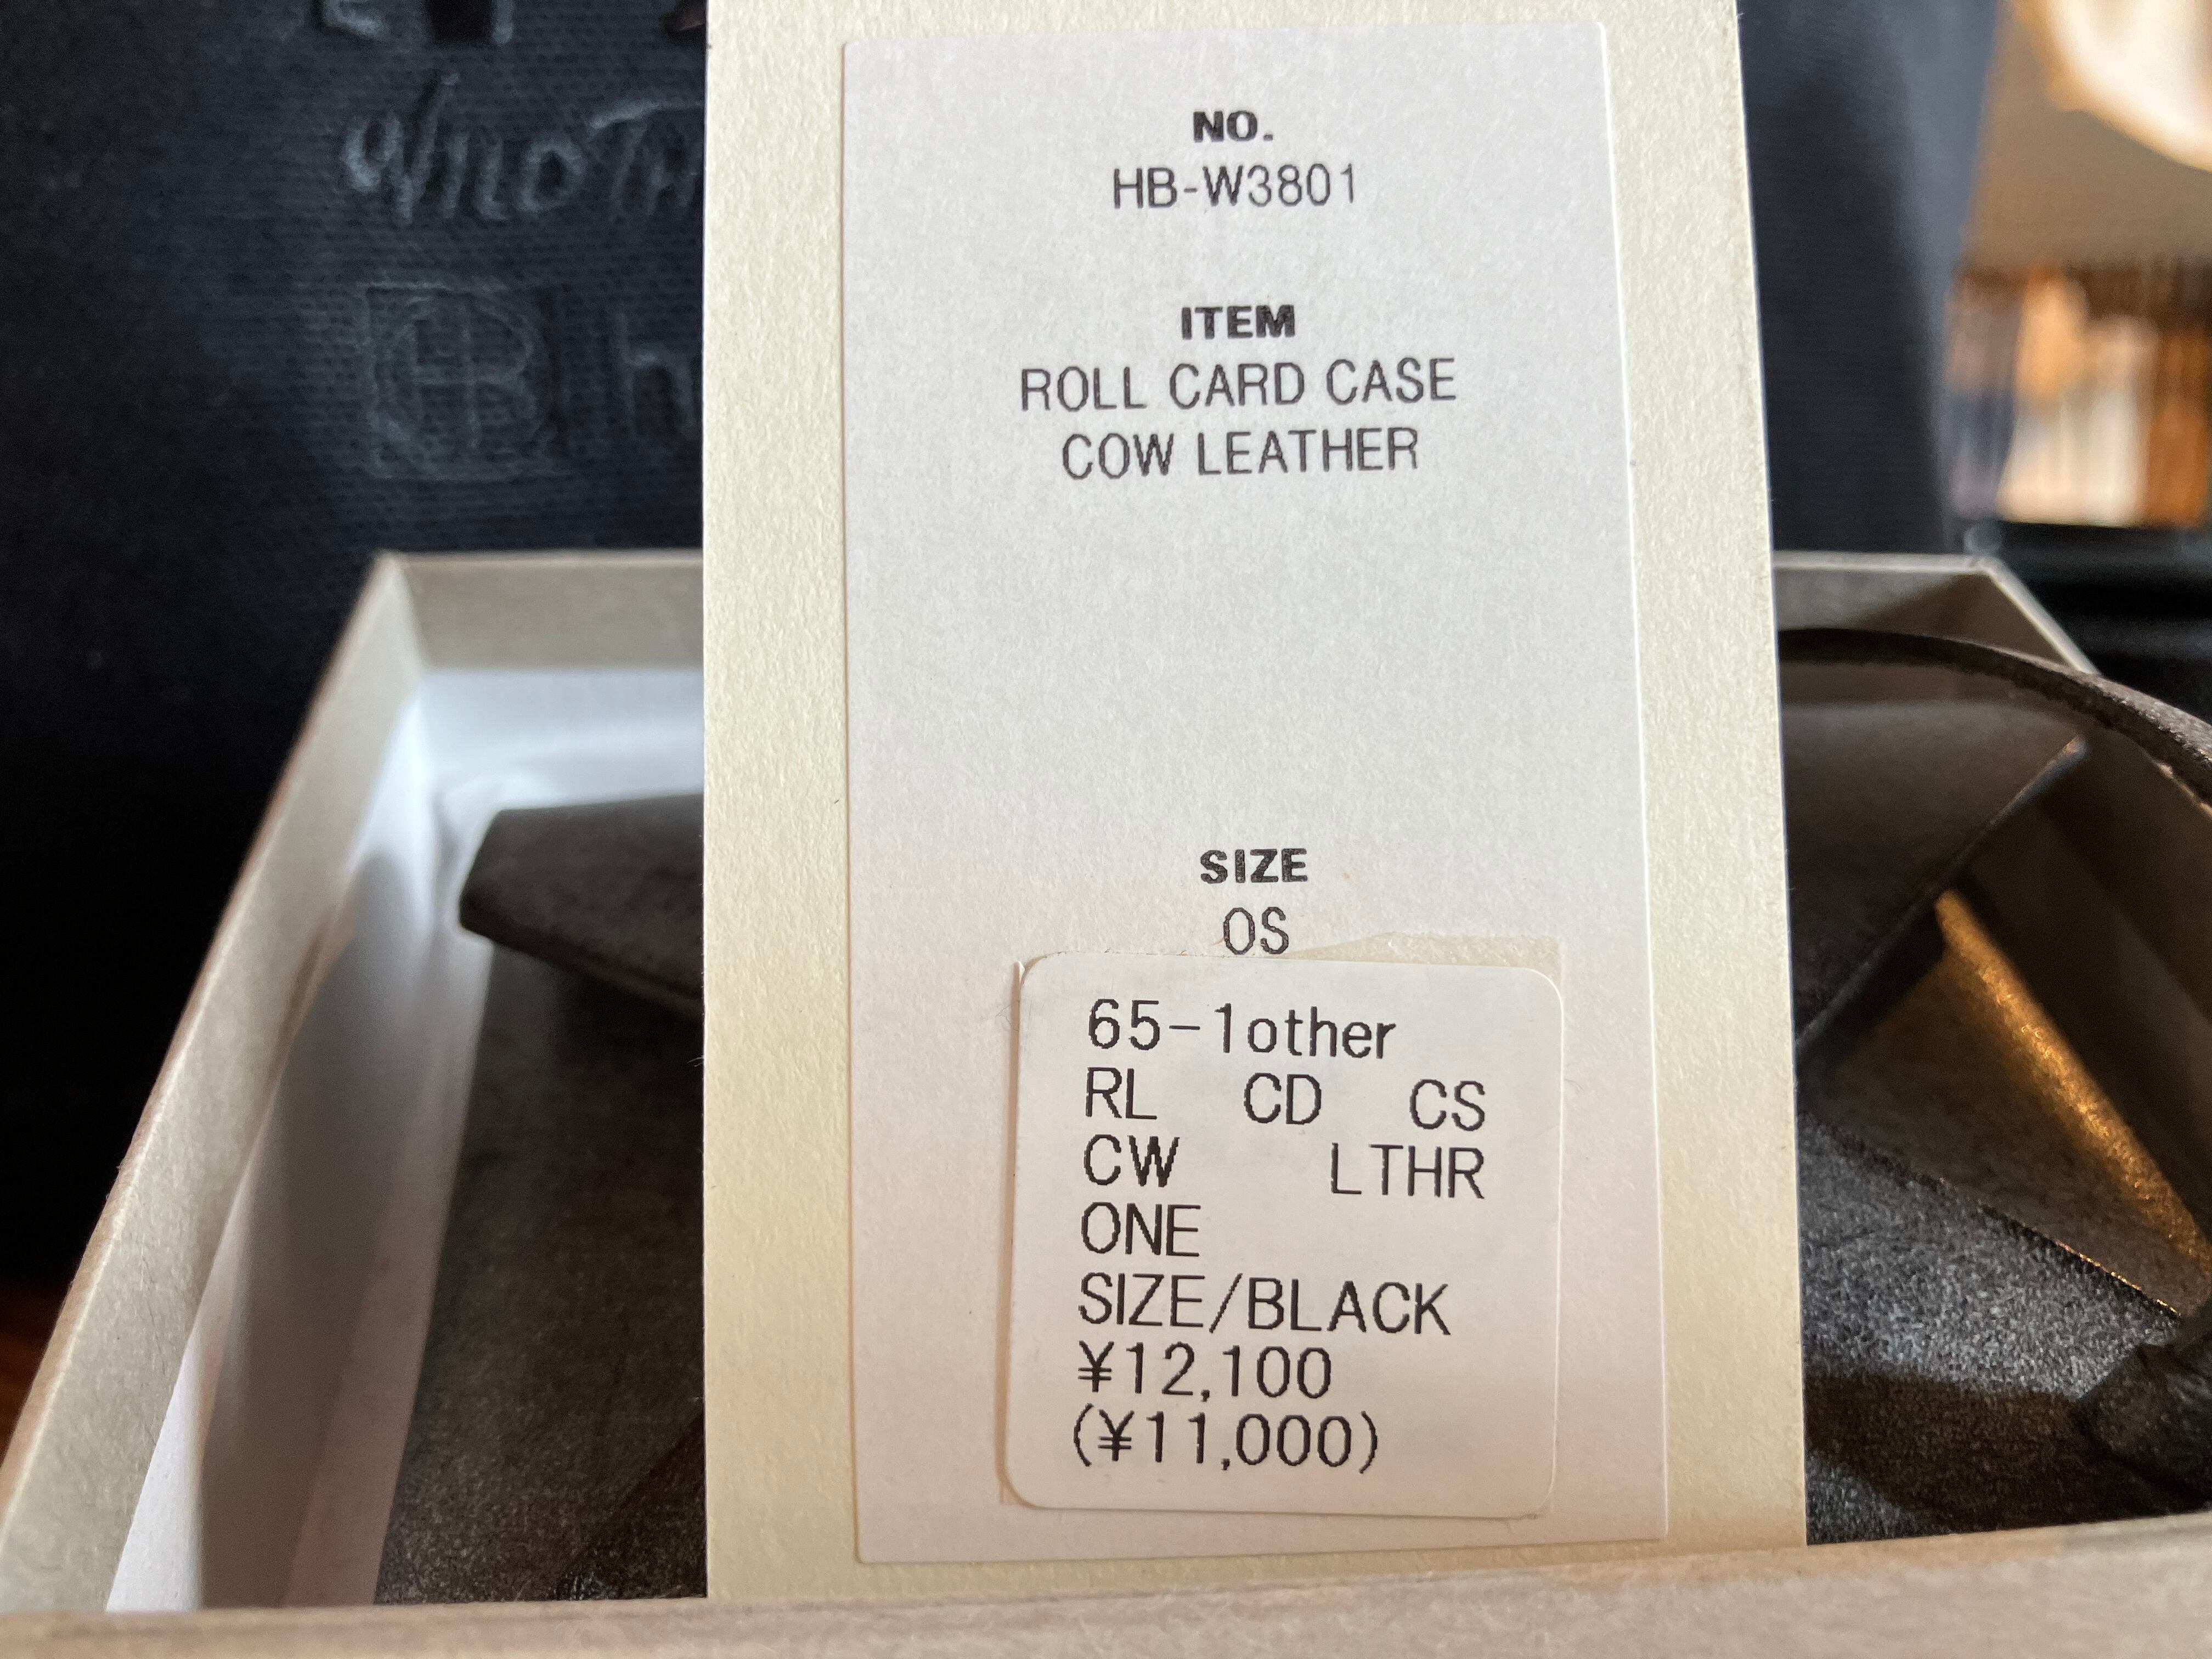 NO.
HB-W3801
ITEM
ROLL CARD CASE
COW LEATHER
SIZE
OS
65-1other
RL CD CS
CW LTHR
ONE
SIZE/BLACK
¥12,100
(¥11,000)